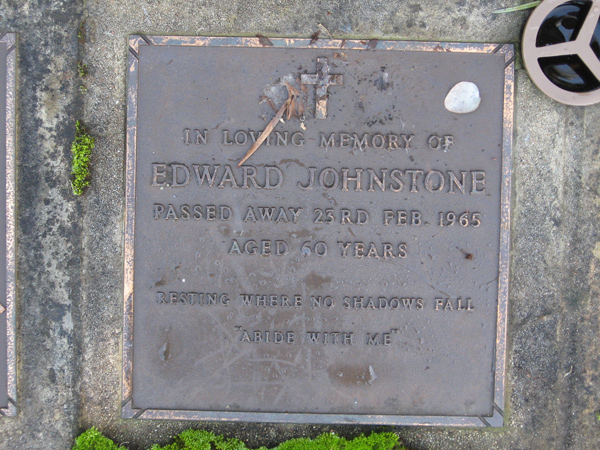 IN LOVING MEMORY OF
EDWARD JOHNSTONE
PASSED AWAY 23RD FEB. 1965
AGED 60 YEARS
RESTING WHERE NO SHADOWS FALL
"ABIDE WITH ME"